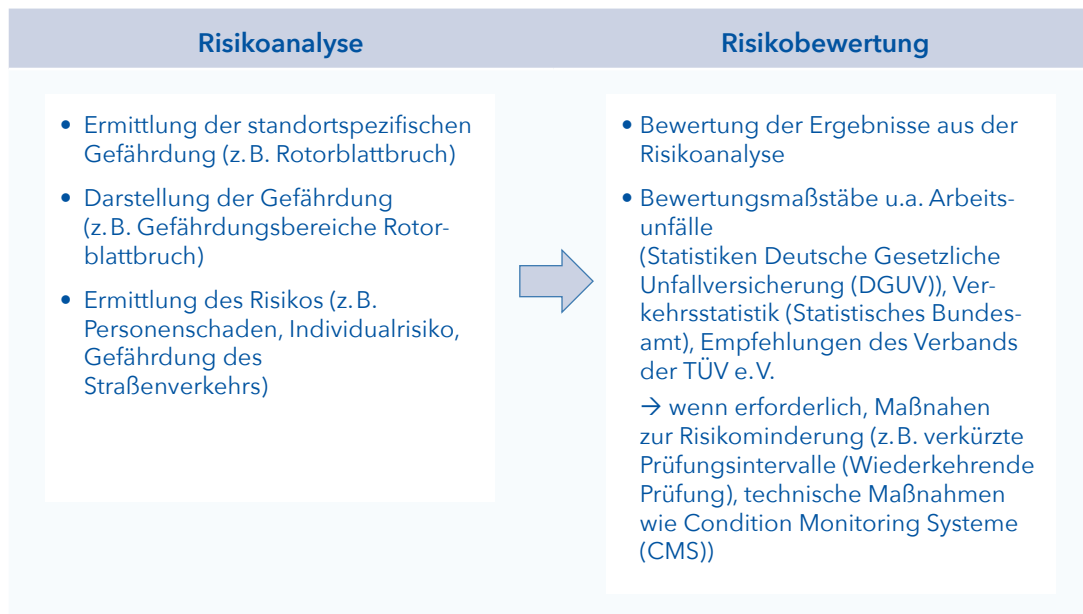 Risikoanalyse
• Ermittlung der standortspezifischen
Gefährdung (z. B. Rotorblattbruch)
• Darstellung der Gefährdung
(z. B. Gefährdungsbereiche Rotor-
blattbruch)
• Ermittlung des Risikos (z. B.
Personenschaden, Individualrisiko,
Gefährdung des
Straßenverkehrs)
Risikobewertung
• Bewertung der Ergebnisse aus der
Risikoanalyse
• Bewertungsmaßstäbe u.a. Arbeits-
unfälle
(Statistiken Deutsche Gesetzliche
Unfallversicherung (DGUV)), Ver-
kehrsstatistik (Statistisches Bundes-
amt), Empfehlungen des Verbands
der TÜV e. V.
→ wenn erforderlich, Maßnahen
zur Risikominderung (z. B. verkürzte
Prüfungsintervalle (Wiederkehrende
Prüfung), technische Maßnahmen
wie Condition Monitoring Systeme
(CMS))